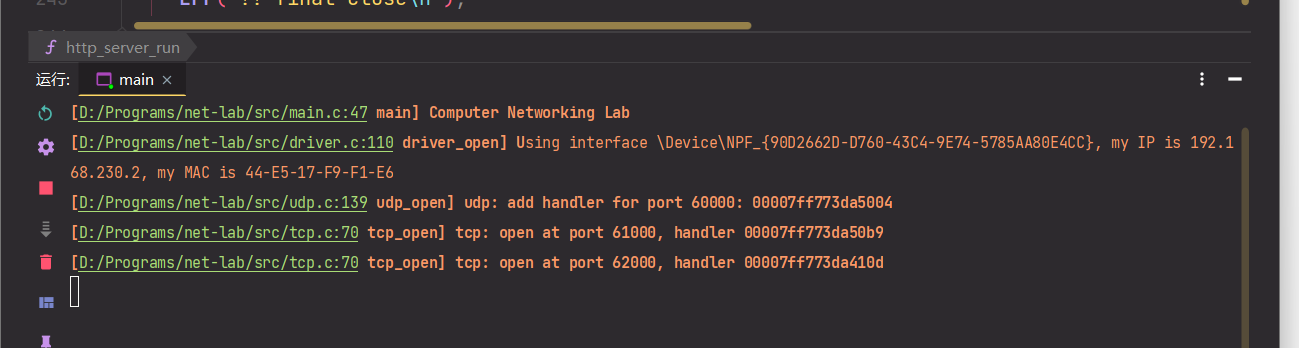 http_server_run
运行: main
[D:/Programs/net-lab/src/main.c:47 main] Computer Networking Lab
[D:/Programs/net-lab/src/driver.c:110 driver_open] Using interface \Device\NPF_{90D2662D-D760-43C4-9E74-5785AA80E4CC}, my IP is 192.1
68.230.2, my MAC is 44-E5-17-F9-F1-E6
[D:/Programs/net-lab/src/udp.c:139 udp_open] udp: add handler for port 60000: 00007ff773da5004
[D:/Programs/net-lab/src/tcp.c:70 tcp_open] tcp: open at port 61000, handler 00007ff773da50b9
[D:/Programs/net-lab/src/tcp.c:70 tcp_open] tcp: open at port 62000, handler 00007ff773da410d